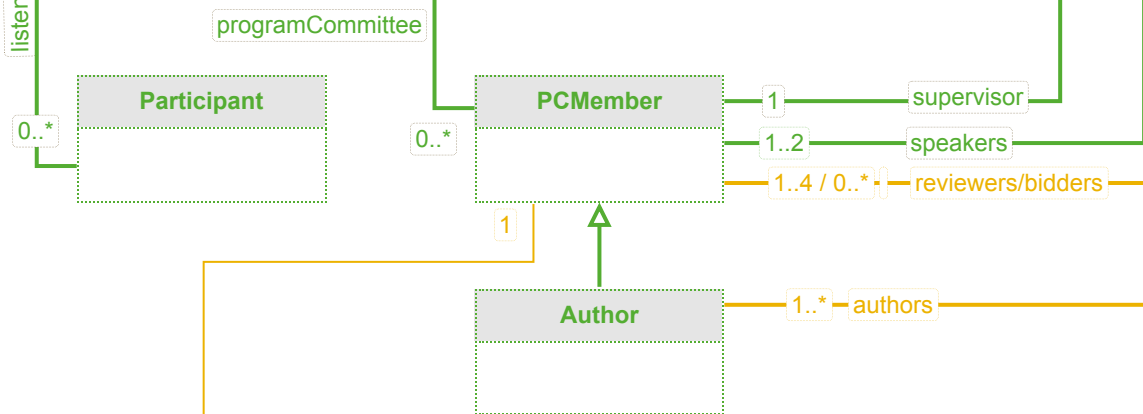 programCommittee
Participant
PCMember
1
supervisor
0..*
0..*
1..2
speakers
1..4 / 0..*
reviewers/bidders
1
Author
1..*
authors